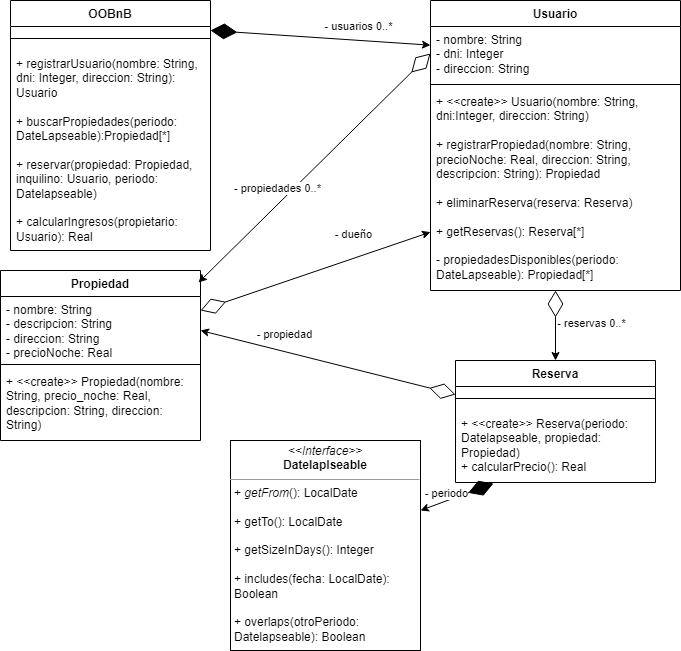 OOBnB
+ registrarUsuario(nombre: String,
dni: Integer, direccion: String):
Usuario
+ buscarPropiedades(periodo:
DateLapseable):Propiedad[*]
+ reservar(propiedad: Propiedad,
inquilino: Usuario, periodo:
Datelapseable)
+ calcularIngresos(propietario:
Usuario): Real
- usuarios 0..*
Usuario
- nombre: String
- dni: Integer
- direccion: String
+ <<create>> Usuario(nombre: String,
dni:Integer, direccion: String)
+ registrarPropiedad(nombre: String,
precioNoche: Real, direccion: String,
descripcion: String): Propiedad
+ eliminarReserva(reserva: Reserva)
+ getReservas(): Reserva[*]
- propiedadesDisponibles(periodo:
DateLapseable): Propiedad[*]
- propiedades 0..*
- dueño
Propiedad
- nombre: String
- descripcion: String
- direccion: String
- precioNoche: Real
+ <<create>> Propiedad(nombre:
String, precio_noche: Real,
descripcion: String, direccion:
String)
- propiedad
- reservas 0..*
Reserva
+ <<create>> Reserva(periodo:
Datelapseable, propiedad:
Propiedad)
+ calcularPrecio(): Real
- periodo
<<Interface>>
Datelaplseable
+ getFrom(): LocalDate
+ getTo(): LocalDate
+ getSizeInDays(): Integer
+ includes(fecha: LocalDate):
Boolean
+ overlaps(otroPeriodo:
Datelapseable): Boolean